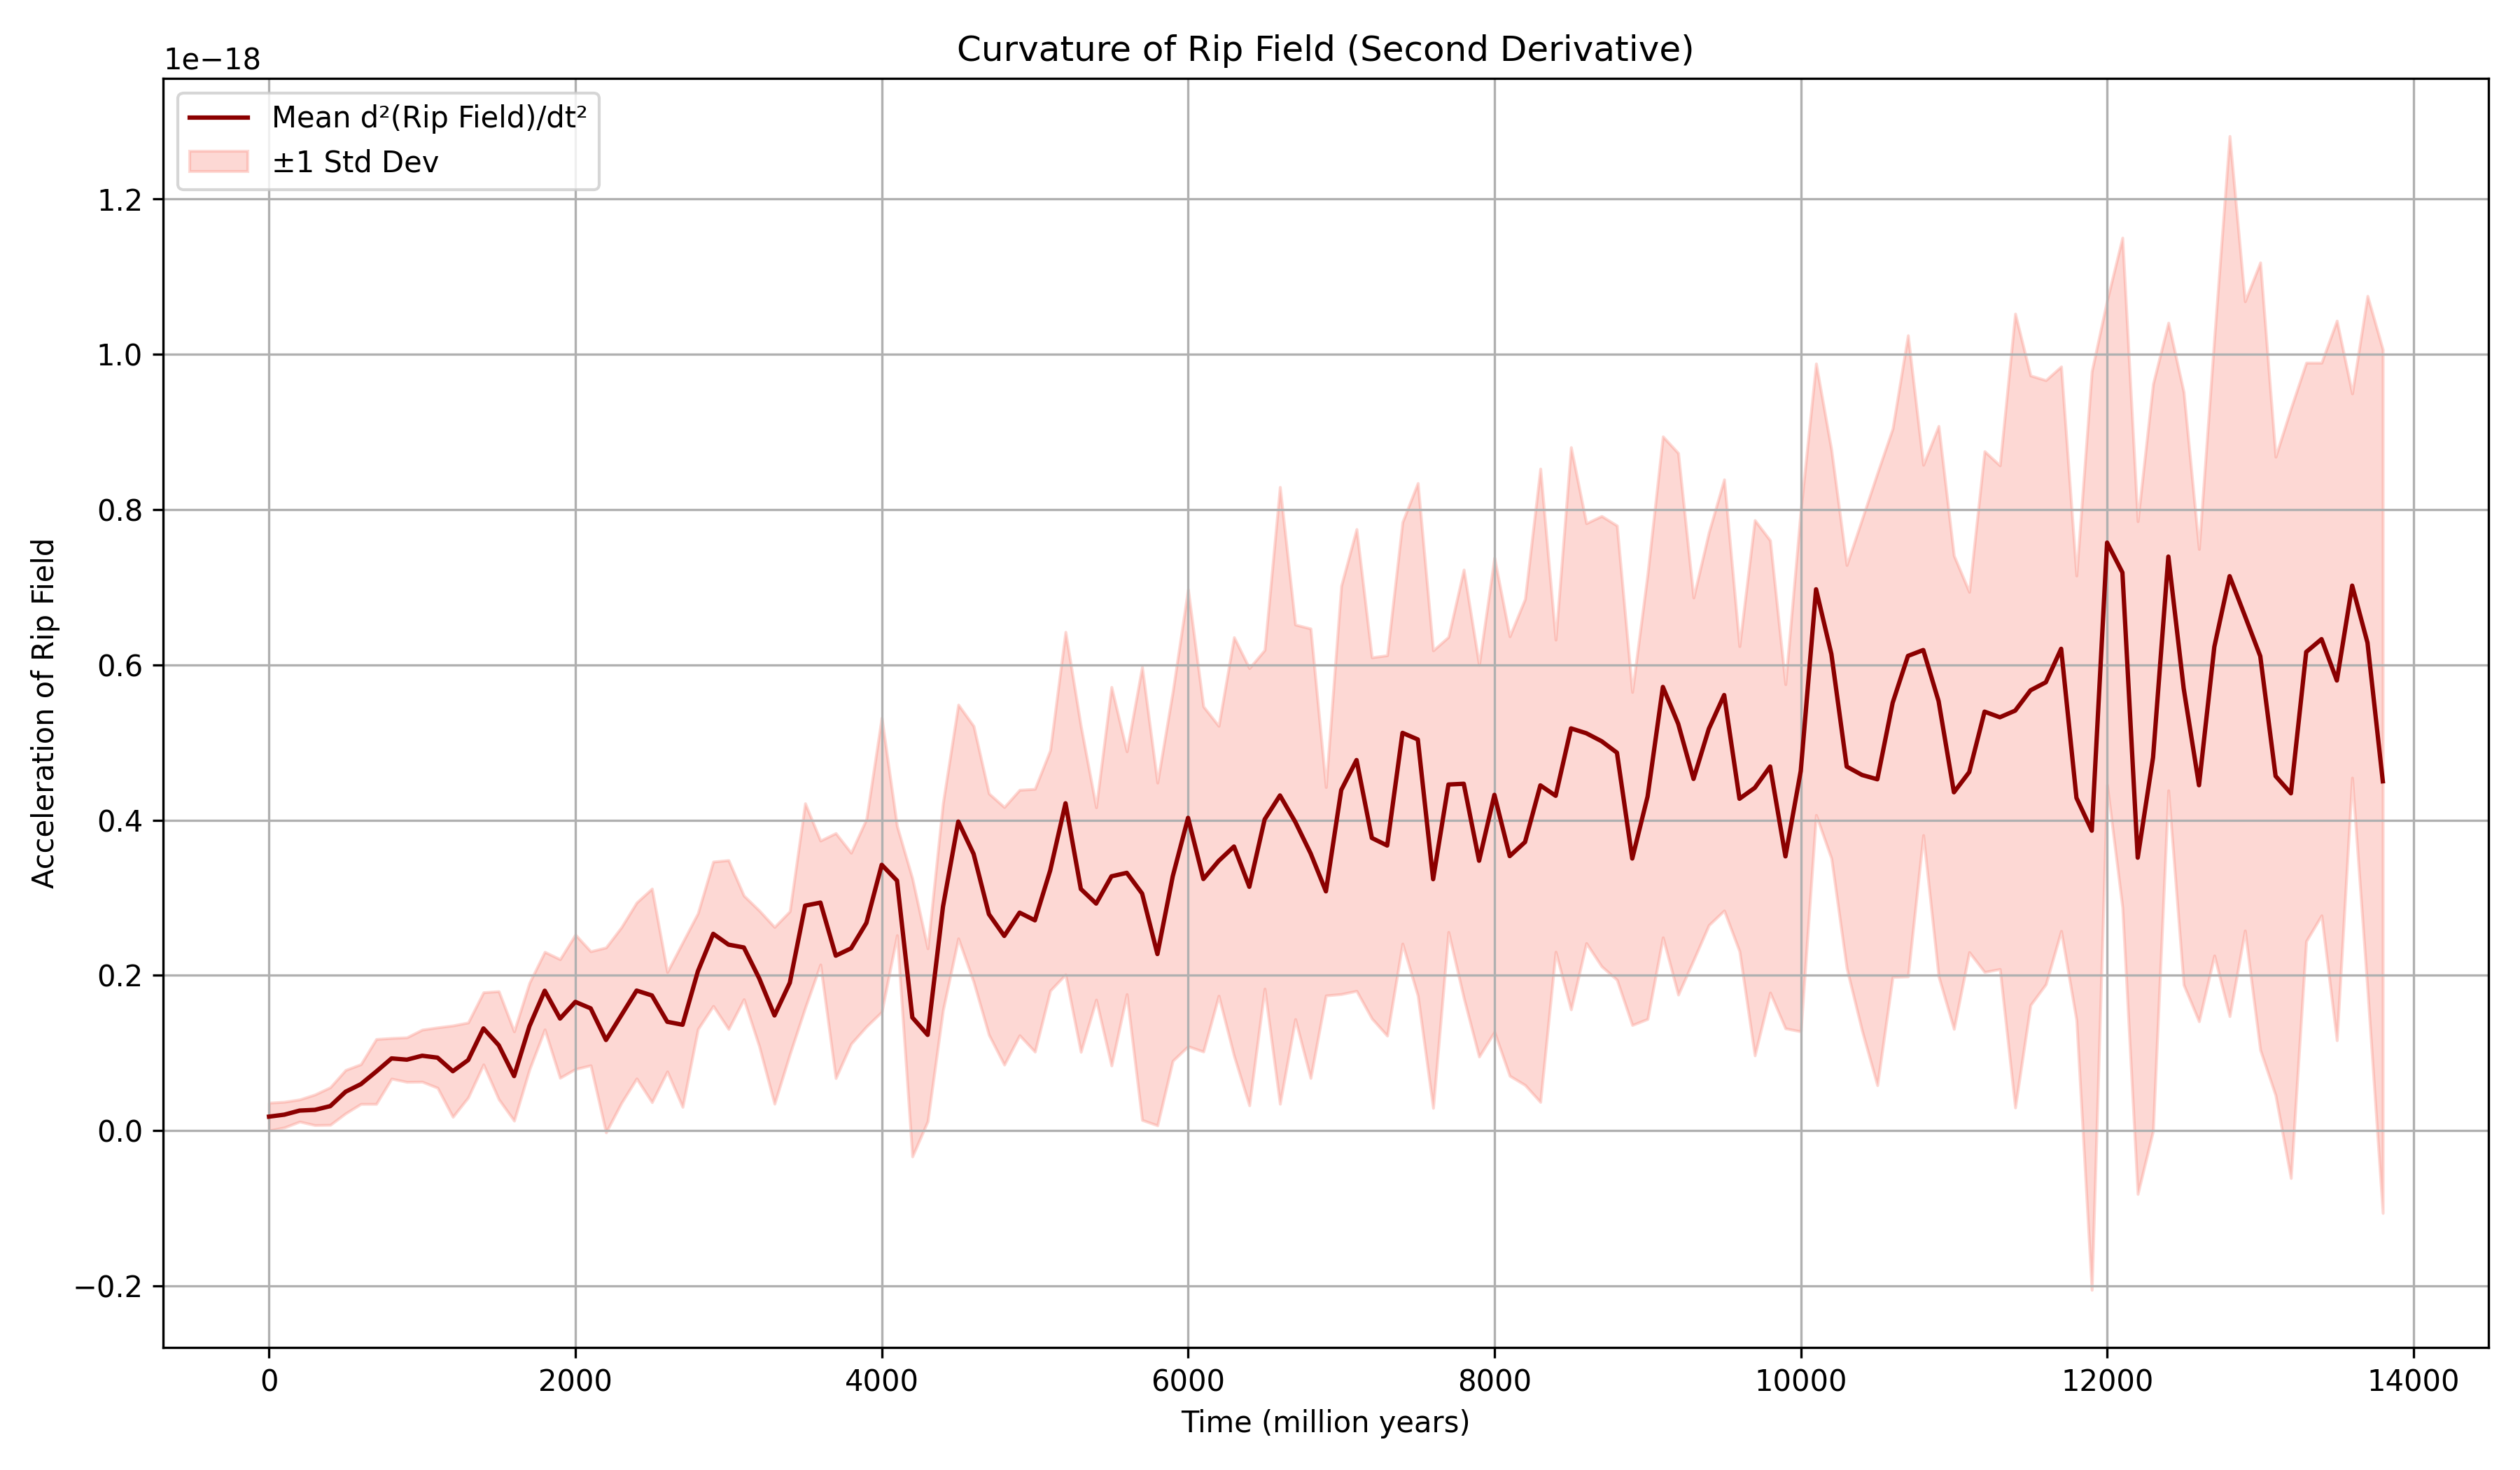 Curvature of Rip Field (Second Derivative)
1e−18
Mean d²(Rip Field)/dt²
±1 Std Dev
1.2
1.0
0.8
0.6
0.4
0.2
0.0
−0.2
Acceleration of Rip Field
0 2000 4000 6000 8000 10000 12000 14000
Time (million years)